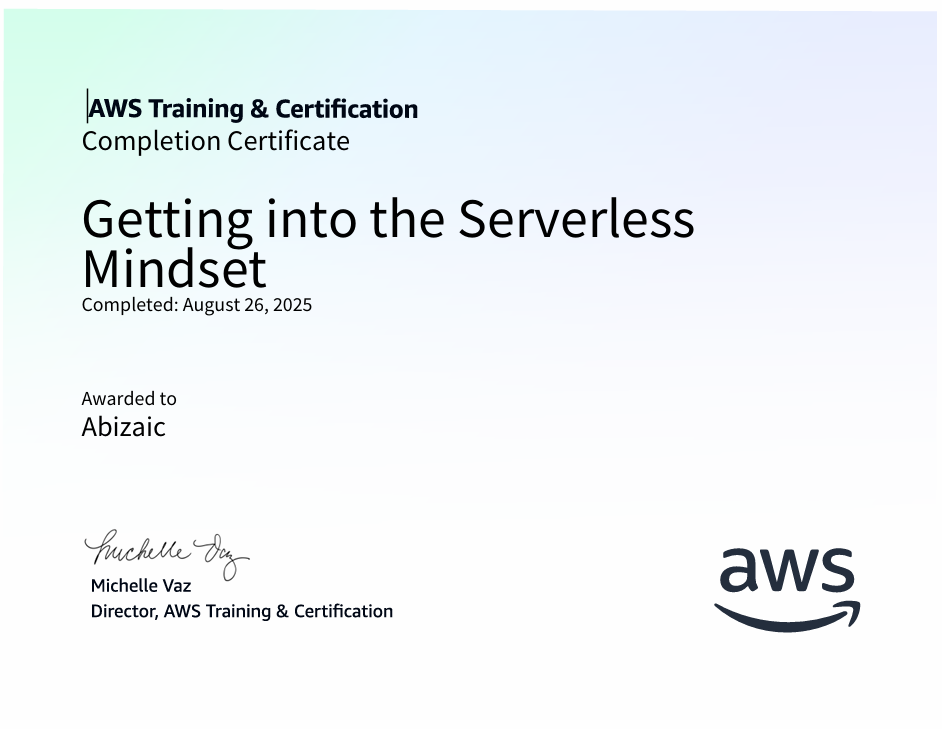 AWS Training & Certification
Completion Certificate
Getting into the Serverless
Mindset
Completed: August 26, 2025
Awarded to
Abizaic
Michelle Vaz
Michelle Vaz
Director, AWS Training & Certification
aws